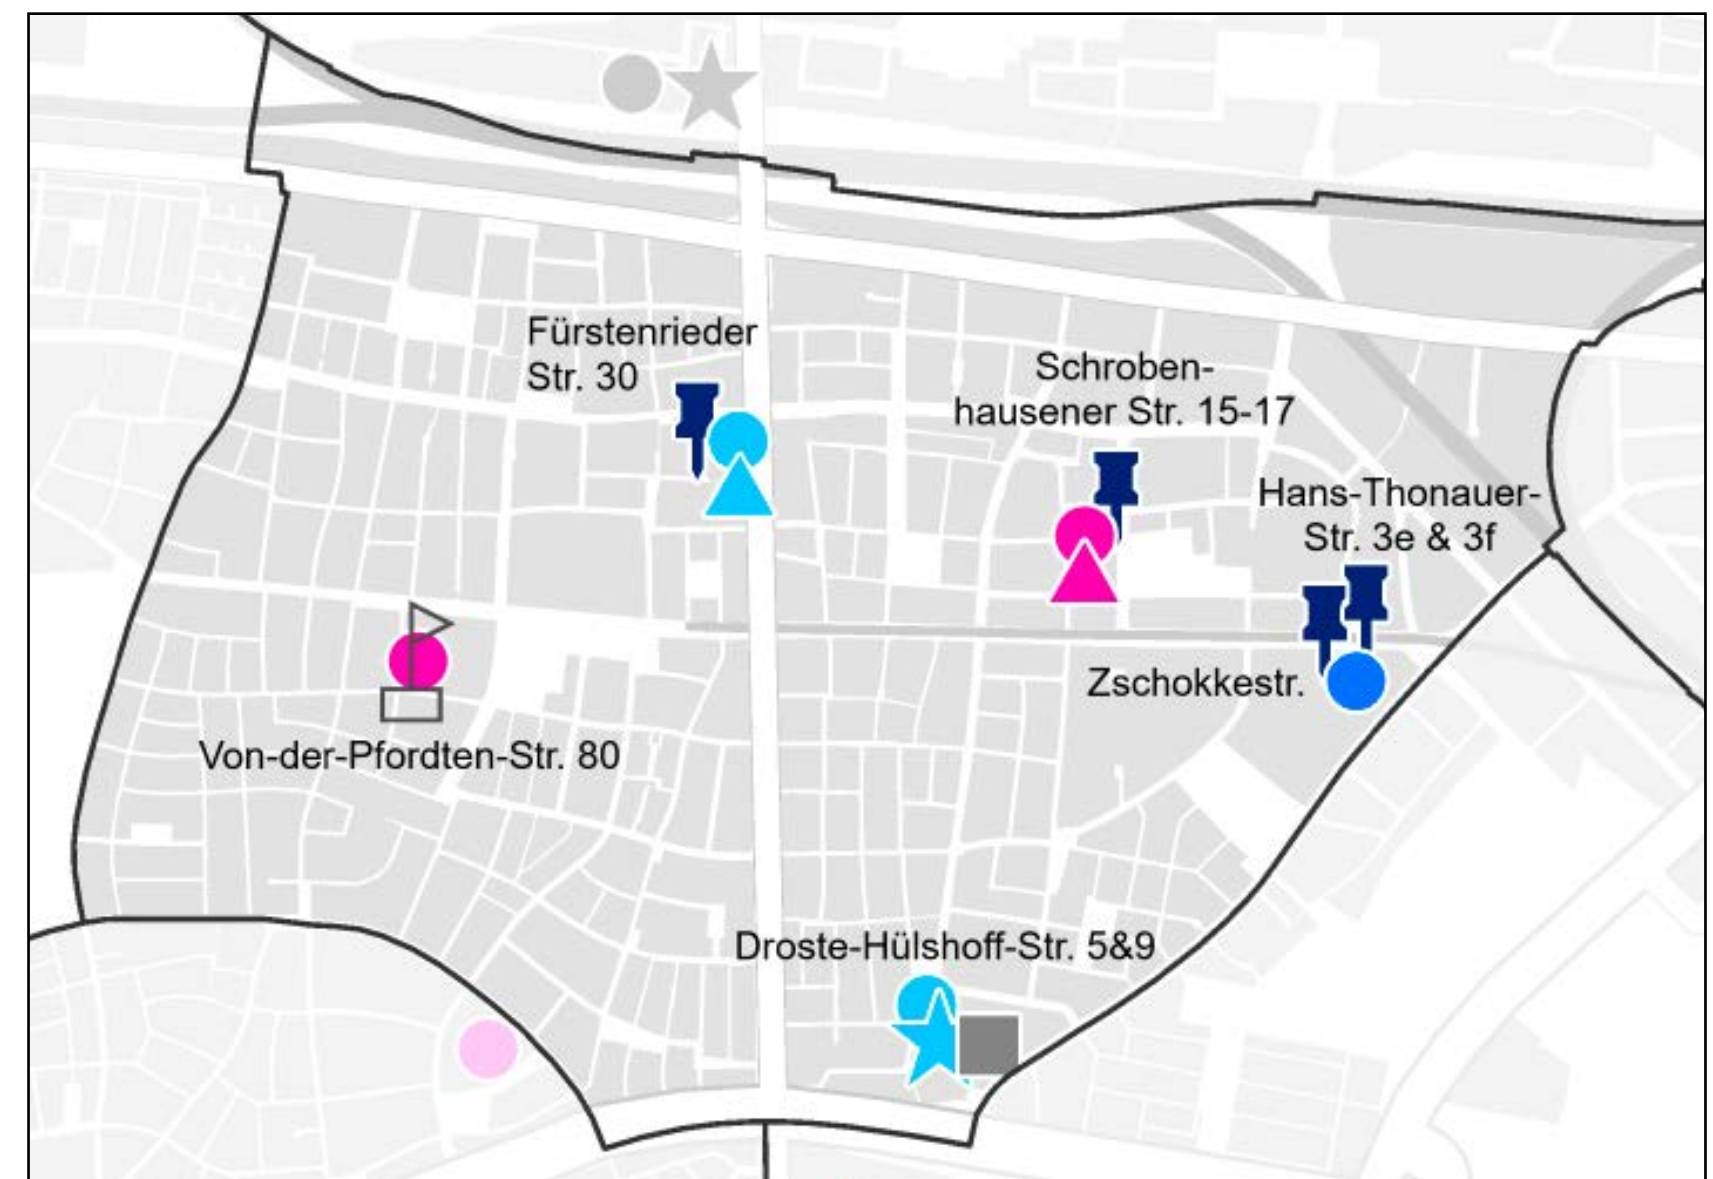 Fürstenrieder
Str. 30
Schroben-
hausener Str. 15-17
Hans-Thonauer-
Str. 3e & 3f
Zschokkestr.
Von-der-Pfordten-Str. 80
Droste-Hülshoff-Str. 5&9